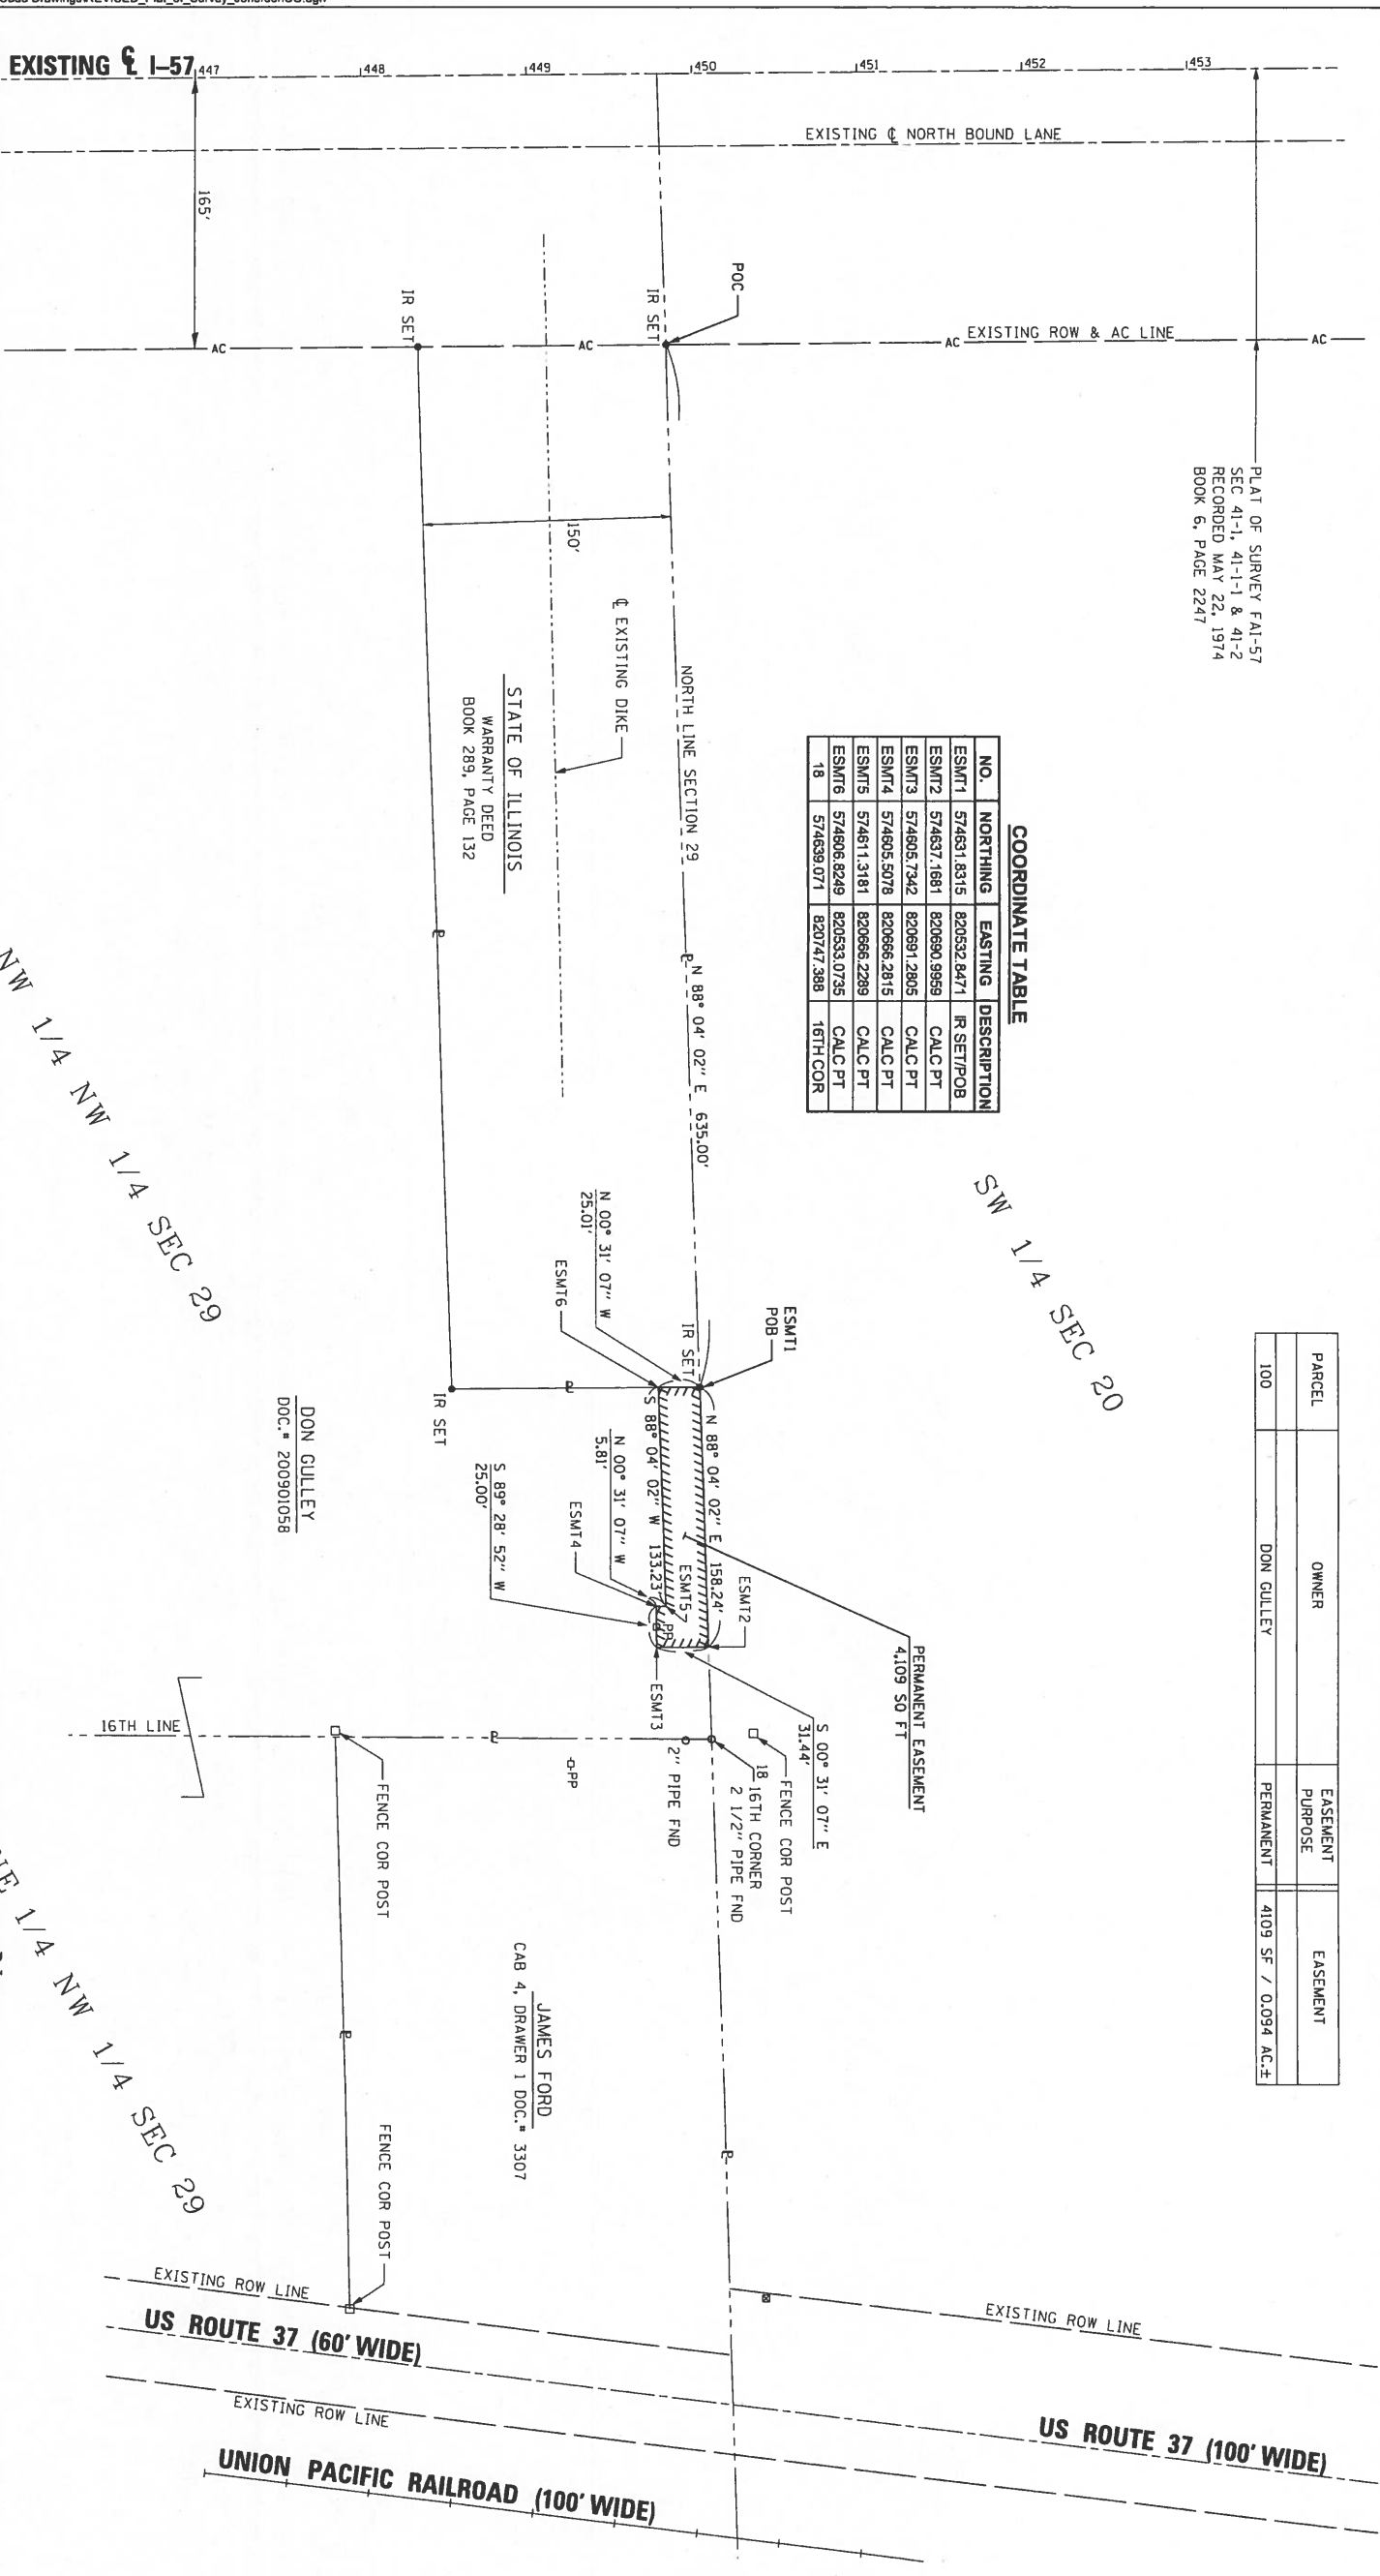 EXISTING ℄ I-57
447
448
449
450
451
452
453
EXISTING ℄ NORTH BOUND LANE
165'
POC
IR SET
IR SET
AC
AC
AC
EXISTING ROW & AC LINE
AC
PLAT OF SURVEY FAI-57
SEC 41-1, 41-1-1 & 41-2
RECORDED MAY 22, 1974
BOOK 6, PAGE 2247
150'
℄ EXISTING DIKE
NORTH LINE SECTION 29
STATE OF ILLINOIS
WARRANTY DEED
BOOK 289, PAGE 132
COORDINATE TABLE
NO. NORTHING EASTING DESCRIPTION
ESMT1 574631.8315 820532.8471 IR SET/POB
ESMT2 574637.1681 820690.9959 CALC PT
ESMT3 574605.7342 820691.2805 CALC PT
ESMT4 574605.5078 820666.2815 CALC PT
ESMT5 574611.3181 820666.2289 CALC PT
ESMT6 574606.8249 820533.0735 CALC PT
18 574639.071 820747.388 16TH COR
N 88° 04' 02" E 635.00'
NW 1/4 NW 1/4 SEC 29
SW 1/4 SEC 20
N 00° 31' 07" W
25.01'
ESMT6
ESMT1
POB
IR SET
IR SET
PARCEL OWNER EASEMENT PURPOSE EASEMENT
100 DON GULLEY PERMANENT 4109 SF / 0.094 AC.±
DON GULLEY
DOC.# 200901058
N 88° 04' 02" E 158.24'
S 88° 04' 02" W 133.23'
N 00° 31' 07" W
5.81'
ESMT4
S 89° 28' 52" W
25.00'
ESMT5
ESMT2
PP
ESMT3
PERMANENT EASEMENT
4,109 SQ FT
S 00° 31' 07" E
31.44'
16TH LINE
FENCE COR POST
18
16TH CORNER
2 1/2" PIPE FND
2" PIPE FND
PP
FENCE COR POST
JAMES FORD
CAB 4, DRAWER 1 DOC.# 3307
NE 1/4 NW 1/4 SEC 29
FENCE COR POST
EXISTING ROW LINE
EXISTING ROW LINE
US ROUTE 37 (60' WIDE)
EXISTING ROW LINE
US ROUTE 37 (100' WIDE)
UNION PACIFIC RAILROAD (100' WIDE)